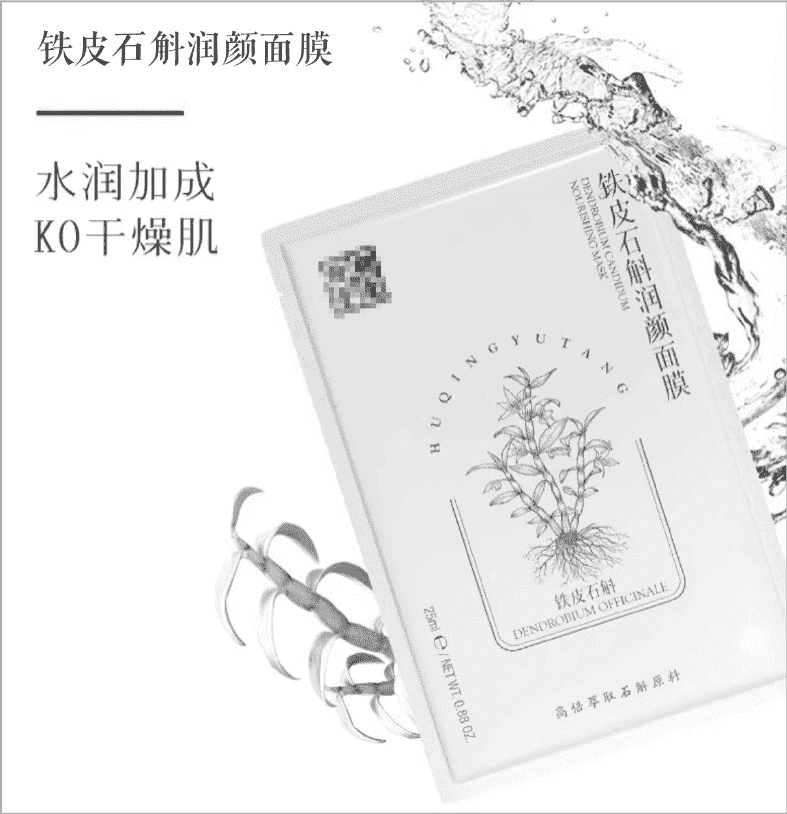 铁皮石斛润颜面膜
水润加成
KO干燥肌
铁皮石斛润颜面膜
DENDROBIUM CANDIDUM
NOURISHING MASK
HUQINGYUTANG
铁皮石斛
DENDROBIUM OFFICINALE
25ml ℮ / NET WT. 0.88 OZ.
高倍萃取石斛原料